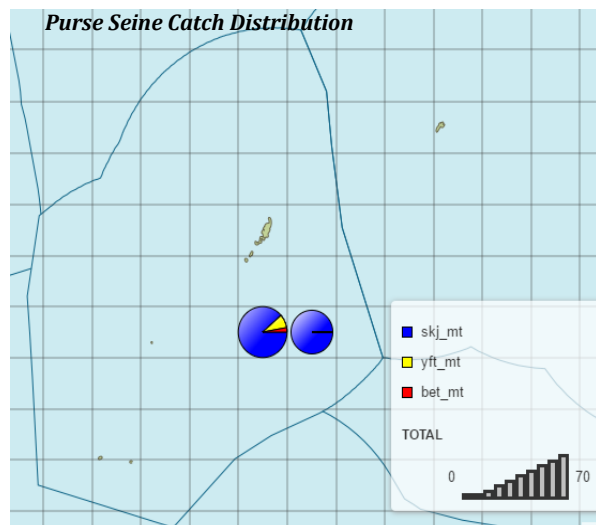 Purse Seine Catch Distribution
skj_mt
yft_mt
bet_mt
TOTAL
0 70